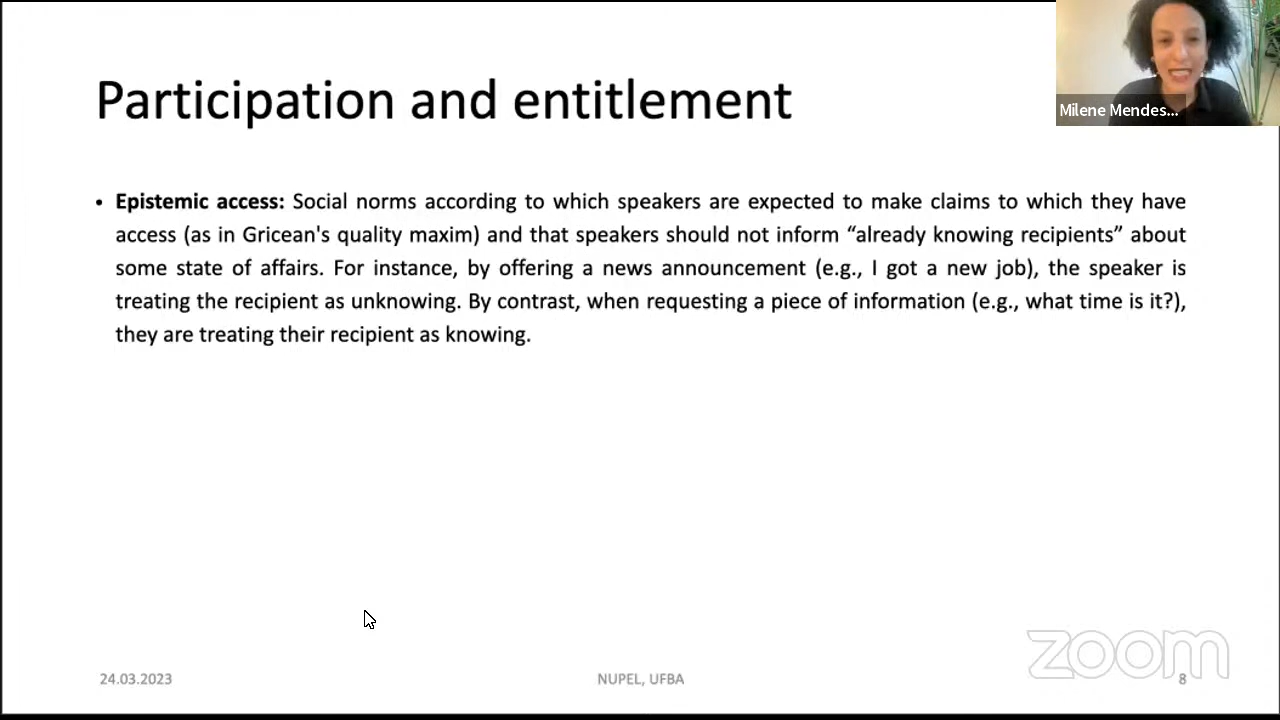 Participation and entitlement
Milene Mendes...
• Epistemic access: Social norms according to which speakers are expected to make claims to which they have
access (as in Gricean's quality maxim) and that speakers should not inform “already knowing recipients” about
some state of affairs. For instance, by offering a news announcement (e.g., I got a new job), the speaker is
treating the recipient as unknowing. By contrast, when requesting a piece of information (e.g., what time is it?),
they are treating their recipient as knowing.
zoom
24.03.2023
NUPEL, UFBA
8